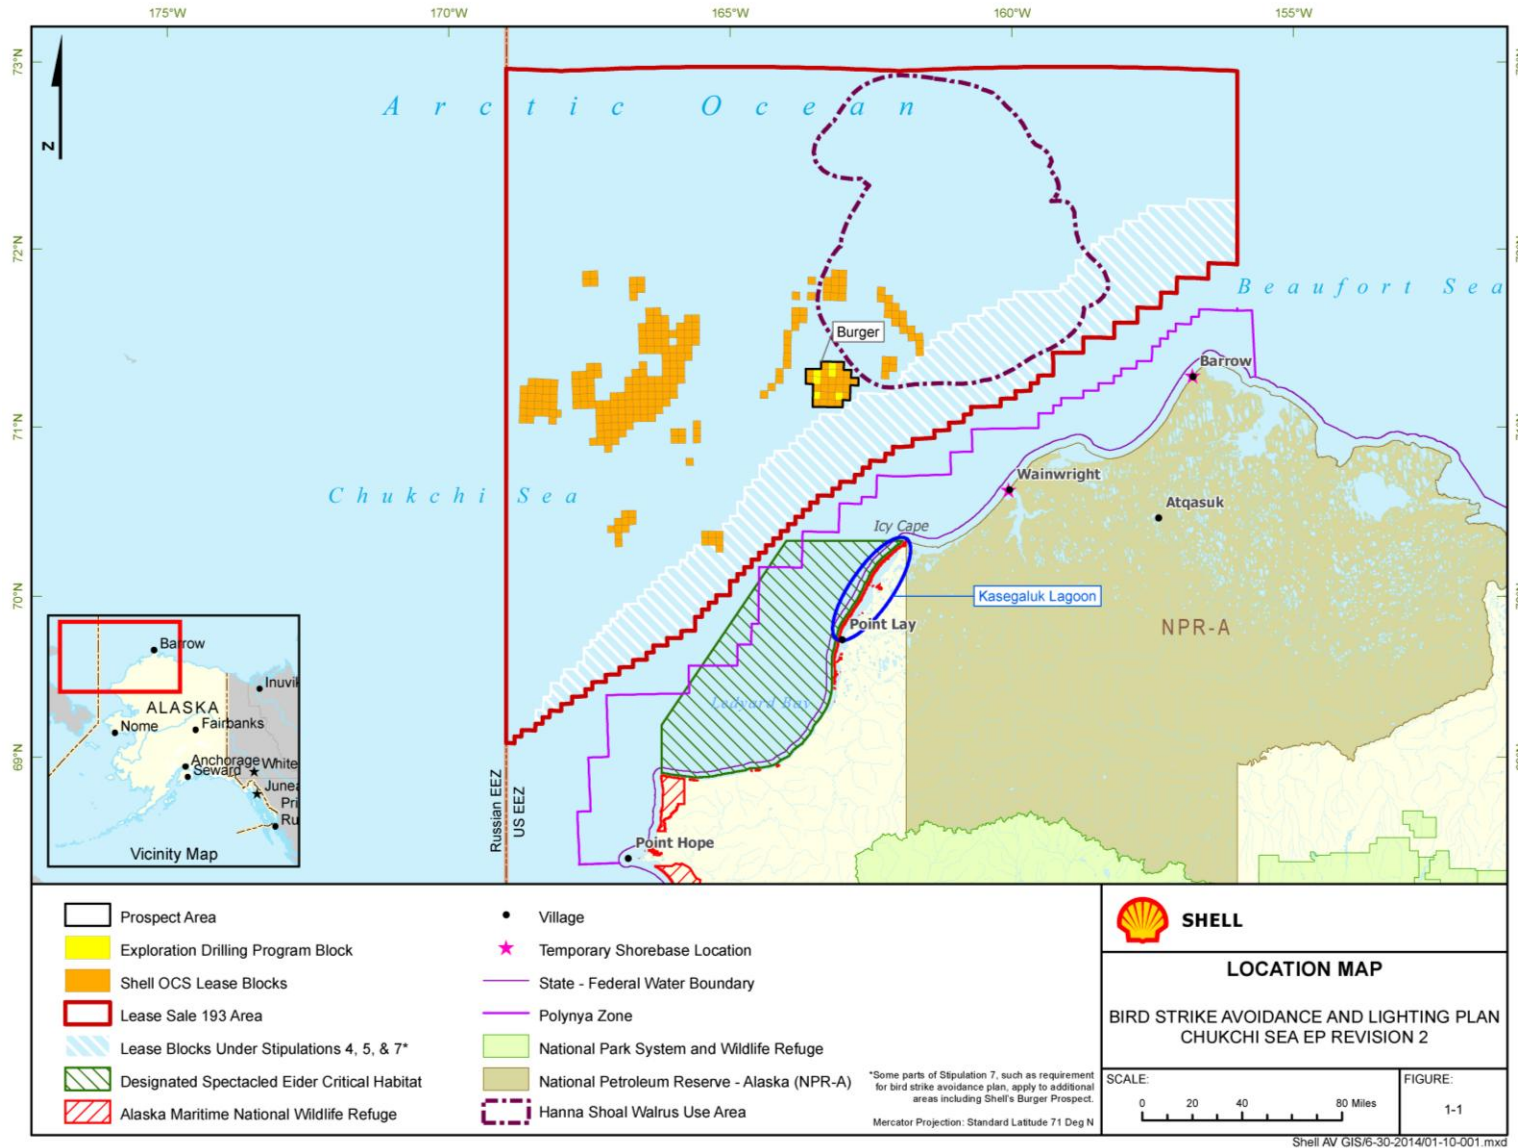 175°W 170°W 165°W 160°W 155°W
73°N
N
Arctic Ocean
72°N
Beaufort Sea
Burger
Barrow
71°N
Chukchi Sea
Wainwright
Atqasuk
Icy Cape
70°N
Kasegaluk Lagoon
Point Lay
NPR-A
Ledyard Bay
69°N
Russian EEZ
US EEZ
Point Hope
Barrow
Inuvik
ALASKA
Nome
Fairbanks
Anchorage
White
Seward
Junea
Pri
Ru
Vicinity Map
Prospect Area
Exploration Drilling Program Block
Shell OCS Lease Blocks
Lease Sale 193 Area
Lease Blocks Under Stipulations 4, 5, & 7*
Designated Spectacled Eider Critical Habitat
Alaska Maritime National Wildlife Refuge
Village
Temporary Shorebase Location
State - Federal Water Boundary
Polynya Zone
National Park System and Wildlife Refuge
National Petroleum Reserve - Alaska (NPR-A)
Hanna Shoal Walrus Use Area
*Some parts of Stipulation 7, such as requirement
for bird strike avoidance plan, apply to additional
areas including Shell's Burger Prospect.
Mercator Projection: Standard Latitude 71 Deg N
SHELL
LOCATION MAP
BIRD STRIKE AVOIDANCE AND LIGHTING PLAN
CHUKCHI SEA EP REVISION 2
SCALE:
0 20 40 80 Miles
FIGURE:
1-1
Shell AV GIS/6-30-2014/01-10-001.mxd